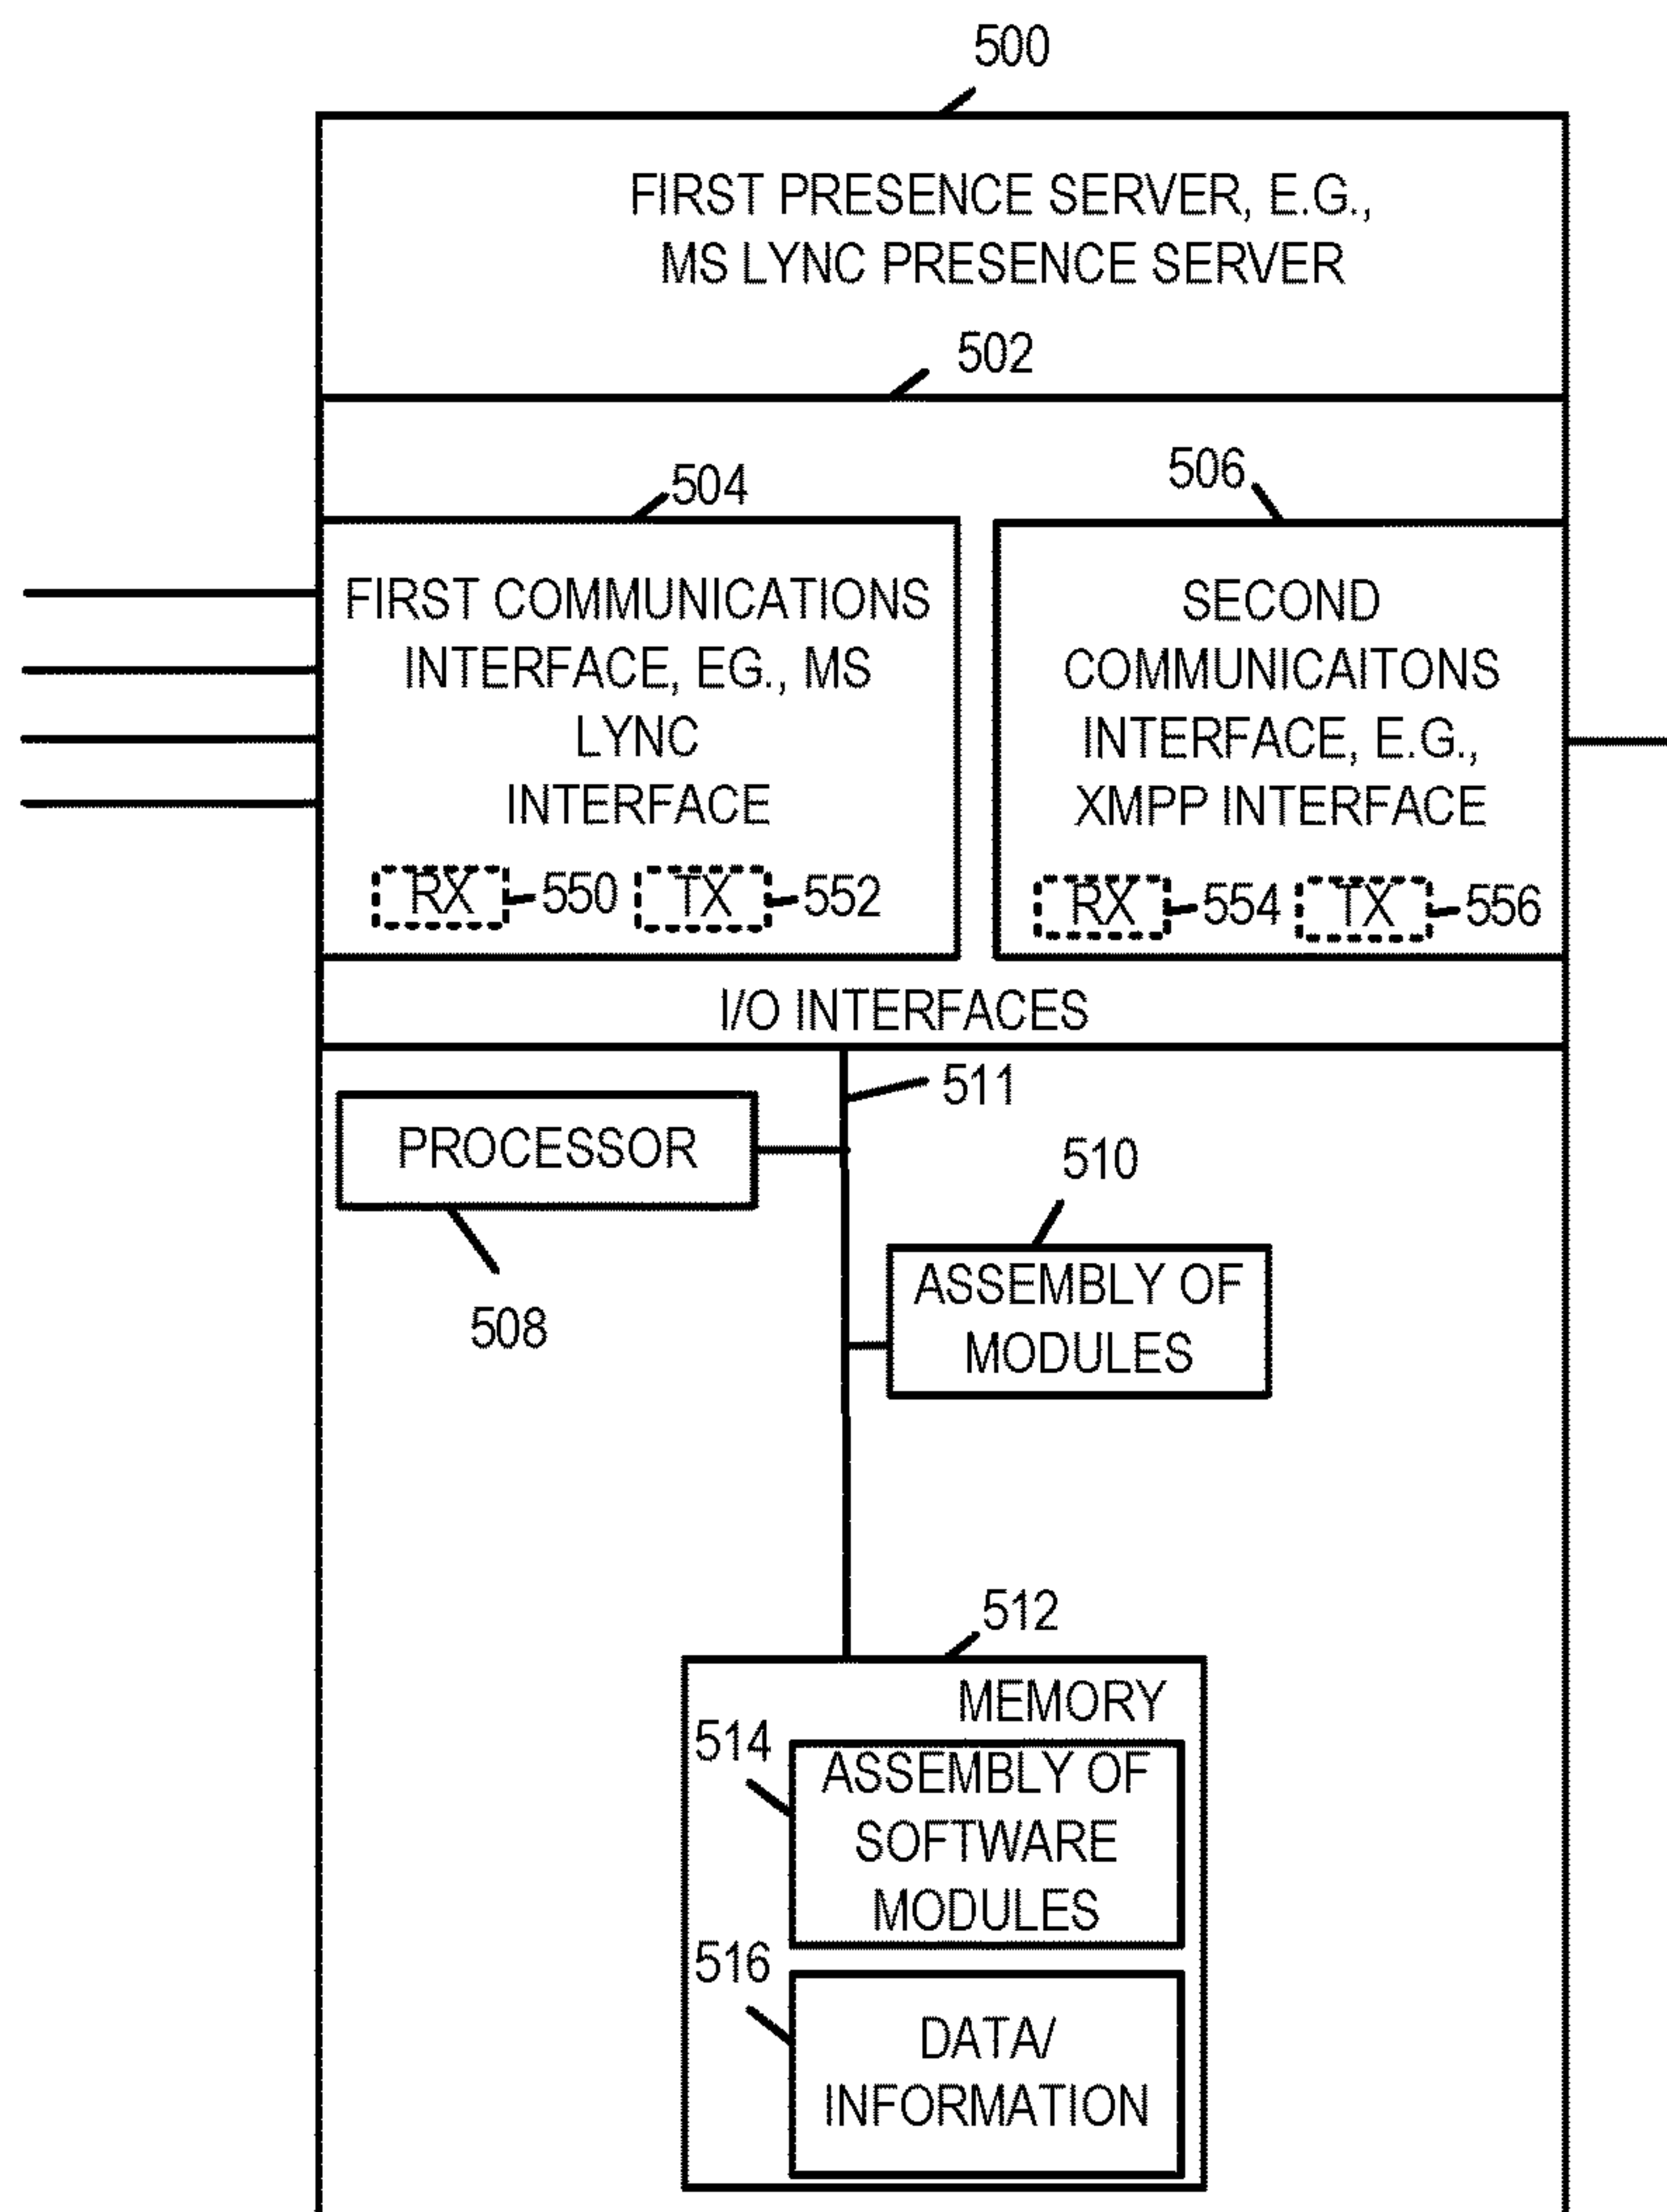 500
FIRST PRESENCE SERVER, E.G.,
MS LYNC PRESENCE SERVER
502
504
506
FIRST COMMUNICATIONS
INTERFACE, EG., MS
LYNC
INTERFACE
RX 550 TX 552
SECOND
COMMUNICAITONS
INTERFACE, E.G.,
XMPP INTERFACE
RX 554 TX 556
I/O INTERFACES
511
PROCESSOR
508
510
ASSEMBLY OF
MODULES
512
MEMORY
514
ASSEMBLY OF
SOFTWARE
MODULES
516
DATA/
INFORMATION